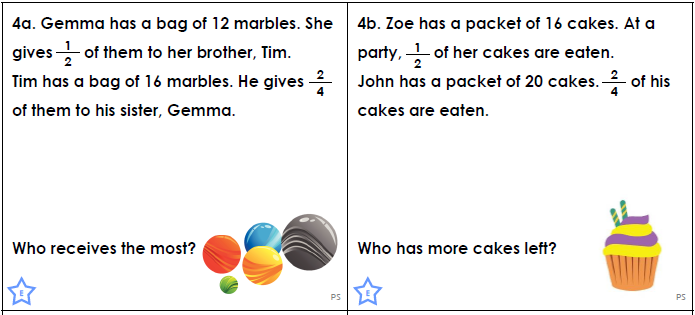 4a. Gemma has a bag of 12 marbles. She
gives 1/2 of them to her brother, Tim.
Tim has a bag of 16 marbles. He gives 2/4
of them to his sister, Gemma.
Who receives the most?
E
PS
4b. Zoe has a packet of 16 cakes. At a
party, 1/2 of her cakes are eaten.
John has a packet of 20 cakes. 2/4 of his
cakes are eaten.
Who has more cakes left?
E
PS